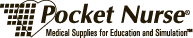 Pocket Nurse®
Medical Supplies for Education and Simulation™